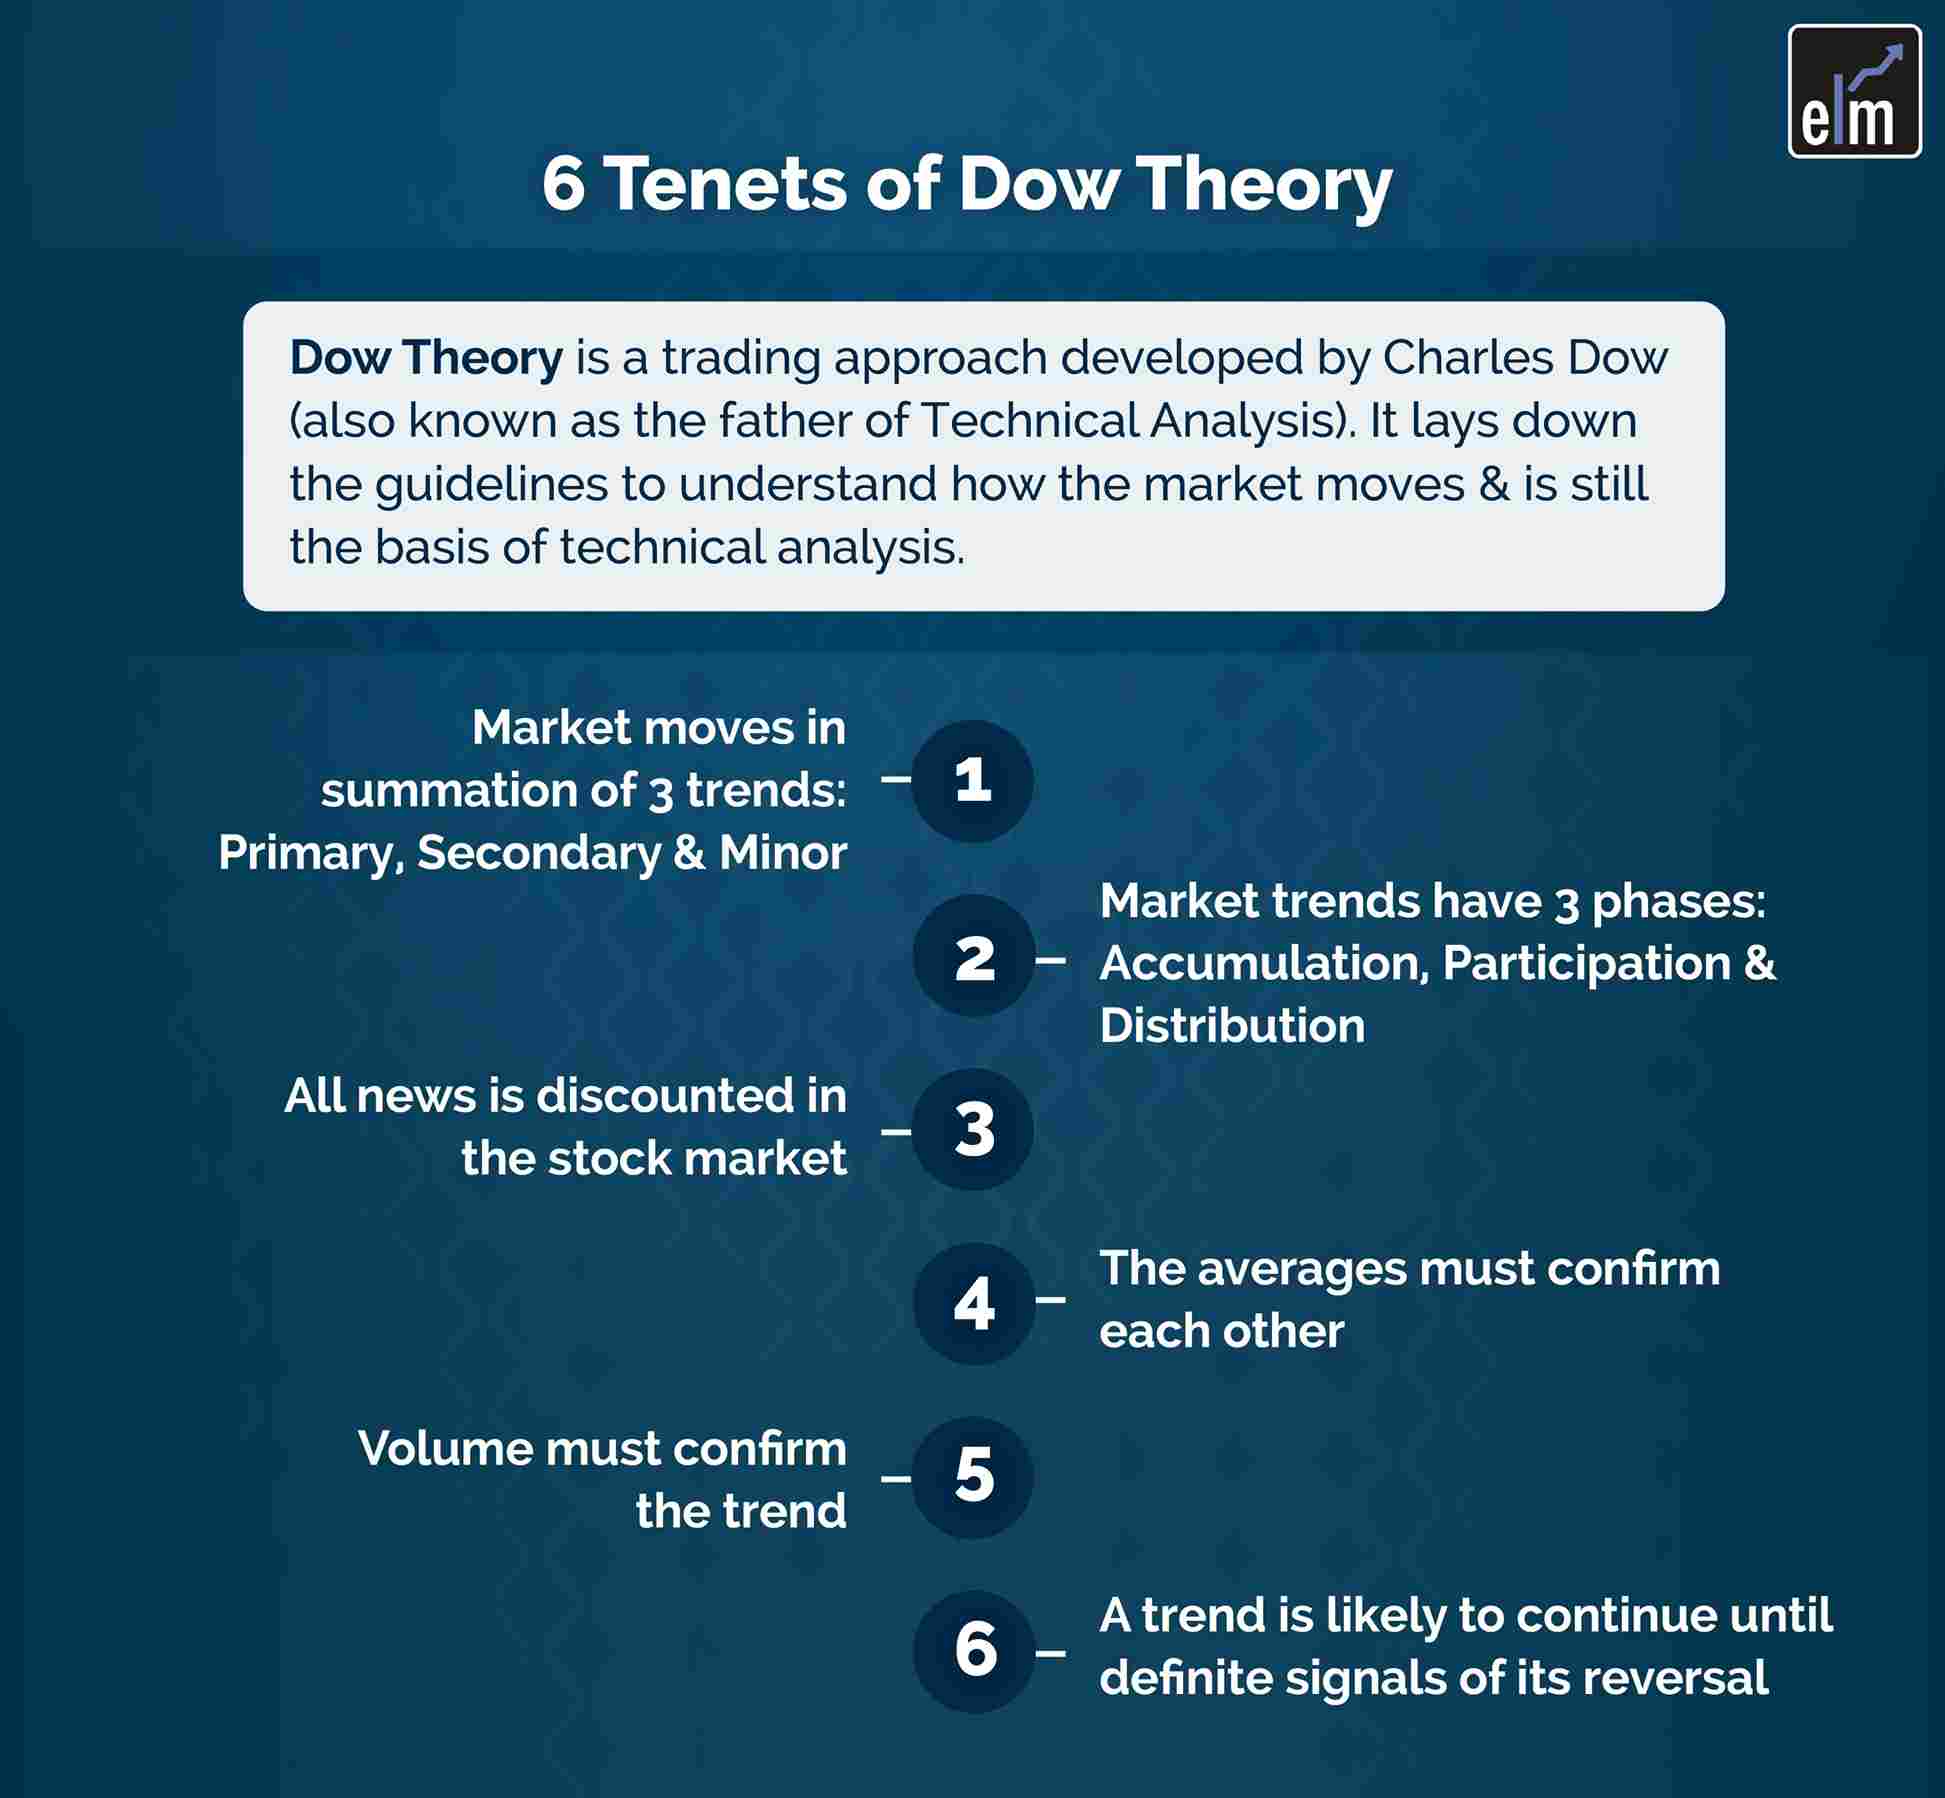 elm
6 Tenets of Dow Theory
Dow Theory is a trading approach developed by Charles Dow
(also known as the father of Technical Analysis). It lays down
the guidelines to understand how the market moves & is still
the basis of technical analysis.
Market moves in
summation of 3 trends:
Primary, Secondary & Minor
1
2
Market trends have 3 phases:
Accumulation, Participation &
Distribution
All news is discounted in
the stock market
3
4
The averages must confirm
each other
Volume must confirm
the trend
5
6
A trend is likely to continue until
definite signals of its reversal